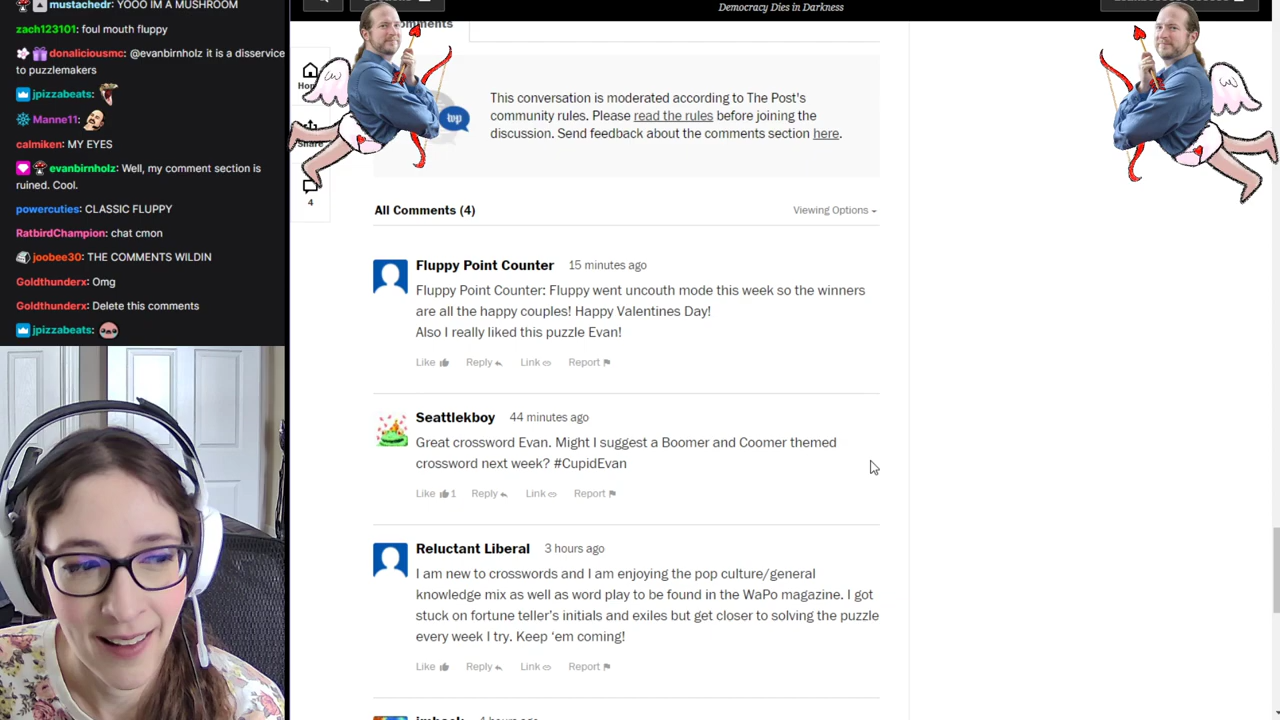 mustachedr: YOOO IM A MUSHROOM
zach123101: foul mouth fluppy
donaliciousmc: @evanbirnholz it is a disservice
to puzzlemakers
jpizzabeats:
Manne11:
calmiken: MY EYES
evanbirnholz: Well, my comment section is
ruined. Cool.
powercuties: CLASSIC FLUPPY
RatbirdChampion: chat cmon
joobee30: THE COMMENTS WILDIN
Goldthunderx: Omg
Goldthunderx: Delete this comments
jpizzabeats:
Democracy Dies in Darkness
Share
4
wp
This conversation is moderated according to The Post's
community rules. Please read the rules before joining the
discussion. Send feedback about the comments section here.
All Comments (4)
Viewing Options
Fluppy Point Counter 15 minutes ago
Fluppy Point Counter: Fluppy went uncouth mode this week so the winners
are all the happy couples! Happy Valentines Day!
Also I really liked this puzzle Evan!
Like Reply Link Report
Seattlekboy 44 minutes ago
Great crossword Evan. Might I suggest a Boomer and Coomer themed
crossword next week? #CupidEvan
Like 1 Reply Link Report
Reluctant Liberal 3 hours ago
I am new to crosswords and I am enjoying the pop culture/general
knowledge mix as well as word play to be found in the WaPo magazine. I got
stuck on fortune teller's initials and exiles but get closer to solving the puzzle
every week I try. Keep 'em coming!
Like Reply Link Report